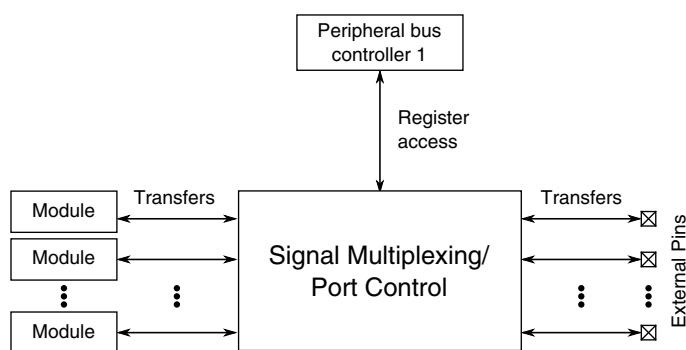 Peripheral bus
controller 1
Register
access
Transfers
Transfers
Module
Module
Module
Signal Multiplexing/
Port Control
External Pins